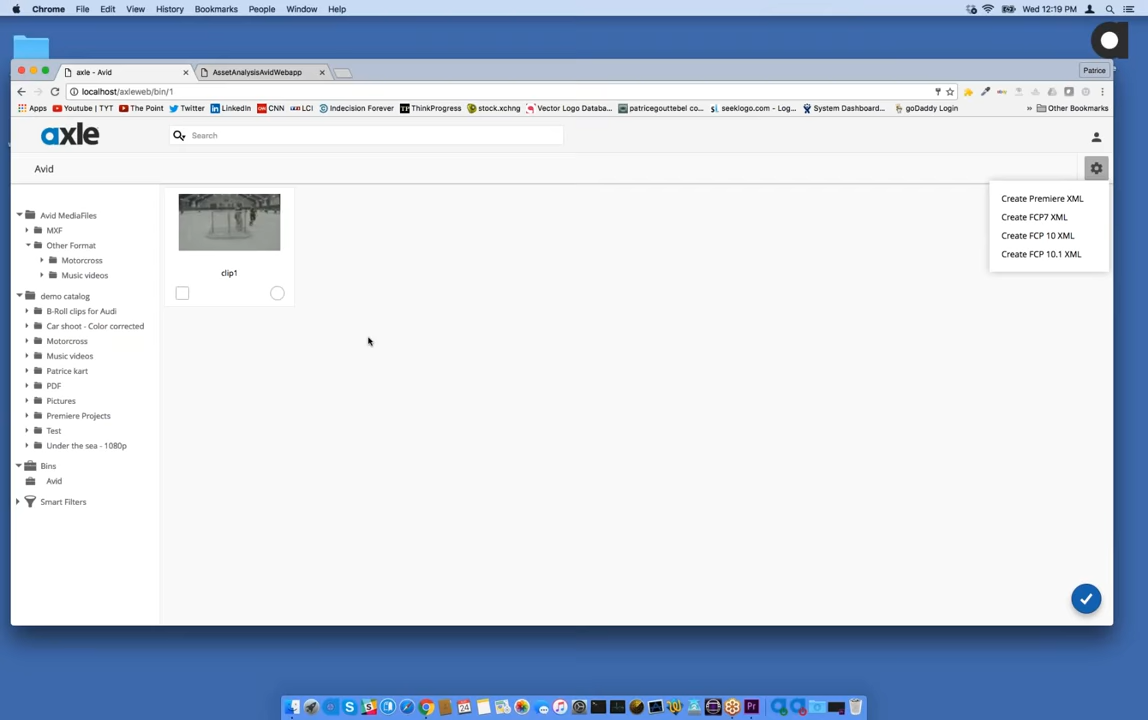 Chrome File Edit View History Bookmarks People Window Help Wed 12:19 PM
axle - Avid AssetAnalysisAvidWebapp Patrice
localhost/axleweb/bin/1
Apps Youtube | TYT The Point Twitter LinkedIn CNN LCI Indecision Forever ThinkProgress stock.xchng Vector Logo Databa... patricegouttebel co... seeklogo.com - Log... System Dashboard... goDaddy Login » Other Bookmarks
axle Search
Avid
Create Premiere XML
Create FCP7 XML
Create FCP 10 XML
Create FCP 10.1 XML
Avid MediaFiles
MXF
Other Format
Motorcross
Music videos
demo catalog
B-Roll clips for Audi
Car shoot - Color corrected
Motorcross
Music videos
Patrice kart
PDF
Pictures
Premiere Projects
Test
Under the sea - 1080p
Bins
Avid
Smart Filters
clip1